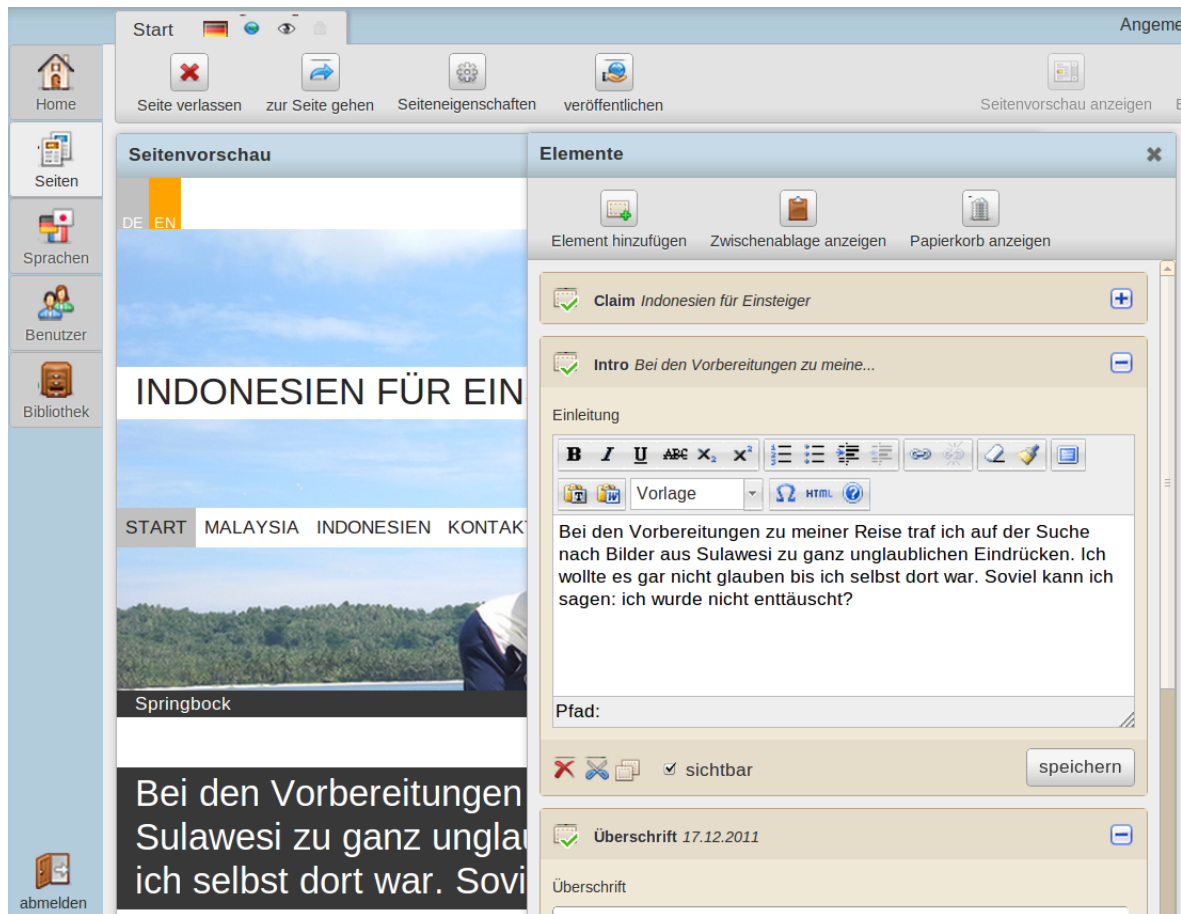 Start
Angeme
Home
Seiten
Sprachen
Benutzer
Bibliothek
abmelden
Seite verlassen
zur Seite gehen
Seiteneigenschaften
veröffentlichen
Seitenvorschau anzeigen
Seitenvorschau
DE EN
INDONESIEN FÜR EIN
START MALAYSIA INDONESIEN KONTAKT
Springbock
Bei den Vorbereitungen
Sulawesi zu ganz unglau
ich selbst dort war. Sovi
Elemente
Element hinzufügen
Zwischenablage anzeigen
Papierkorb anzeigen
Claim Indonesien für Einsteiger
Intro Bei den Vorbereitungen zu meine...
Einleitung
B I U ABC X₂ X²
Vorlage
Ω HTML
Bei den Vorbereitungen zu meiner Reise traf ich auf der Suche
nach Bilder aus Sulawesi zu ganz unglaublichen Eindrücken. Ich
wollte es gar nicht glauben bis ich selbst dort war. Soviel kann ich
sagen: ich wurde nicht enttäuscht?
Pfad:
sichtbar
speichern
Überschrift 17.12.2011
Überschrift